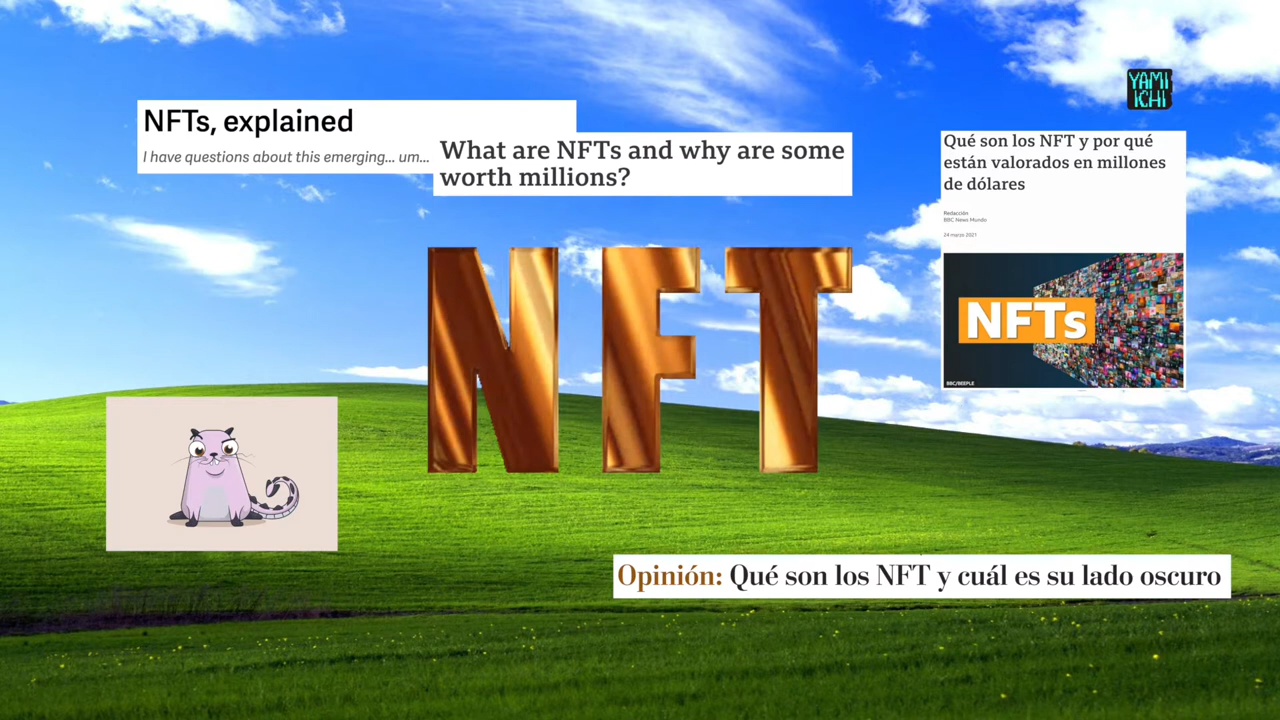 YAMI
ICHI
NFTs, explained
I have questions about this emerging... um...
What are NFTs and why are some
worth millions?
Qué son los NFT y por qué
están valorados en millones
de dólares
Redacción
BBC News Mundo
24 marzo 2021
NFTs
BBC/BEEPLE
NFT
Opinión: Qué son los NFT y cuál es su lado oscuro